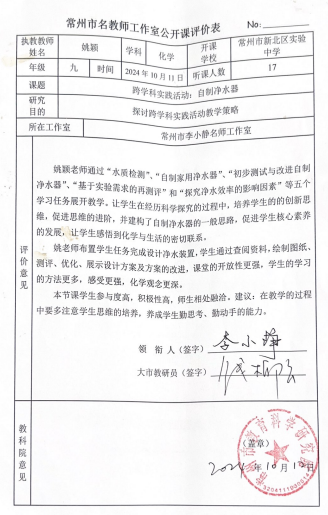 常州市名教师工作室公开课评价表 No:
执教教师姓名 姚颖 学科 化学 开课学校 常州市新北区实验中学
年级 九 时间 2024年10月11日 听课人数 17
课题 跨学科实践活动：自制净水器
研究目的 探讨跨学科实践活动教学策略
所在工作室 常州市李小静名师工作室
评价意见
姚颖老师通过“水质检测”、“自制家用净水器”、“初步测试与改进自制
净水器”、“基于实验需求的再测评”和“探究净水效率的影响因素”等五个
学习任务展开教学。让学生在经历科学探究的过程中，培养学生的的创新思
维，促进思维的进阶，并建构了自制净水器的一般思路，促进学生核心素养
的发展，让学生感悟到化学与生活的密切联系。
姚老师布置学生任务完成设计净水装置，学生通过查阅资料，绘制图纸、
测评、优化、展示设计方案及方案的改进，课堂的开放性更强，学生的学习
的方法更多，感受更强，化学观念更深。
本节课学生参与度高，积极性高，师生相处融洽。建议：在教学的过程
中要多注意学生思维的培养，养成学生勤思考、勤动手的能力。
领衔人（签字） 李小静
大市教研员（签字）
教科院意见
（盖章）
2024年10月12日